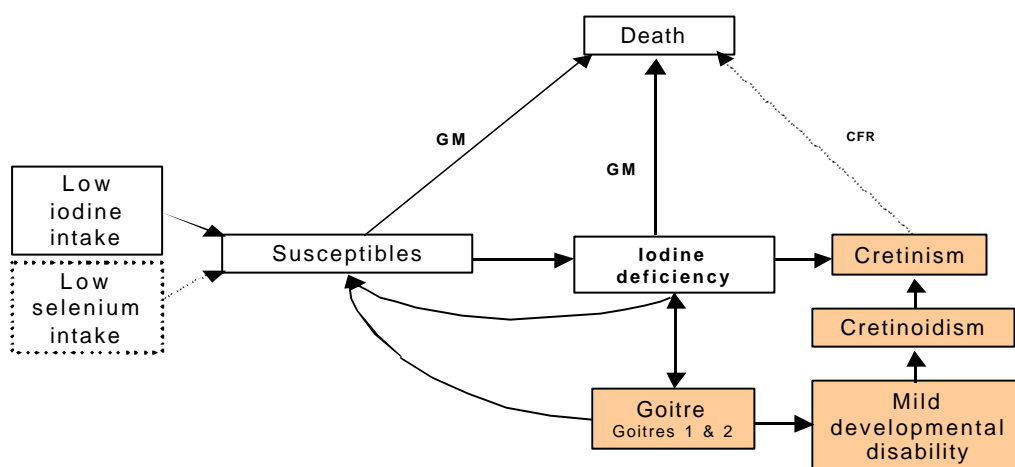 Death
GM
CFR
GM
Low
iodine
intake
Susceptibles
Iodine
deficiency
Cretinism
Low
selenium
intake
Cretinoidism
Goitre
Goitres 1 & 2
Mild
developmental
disability